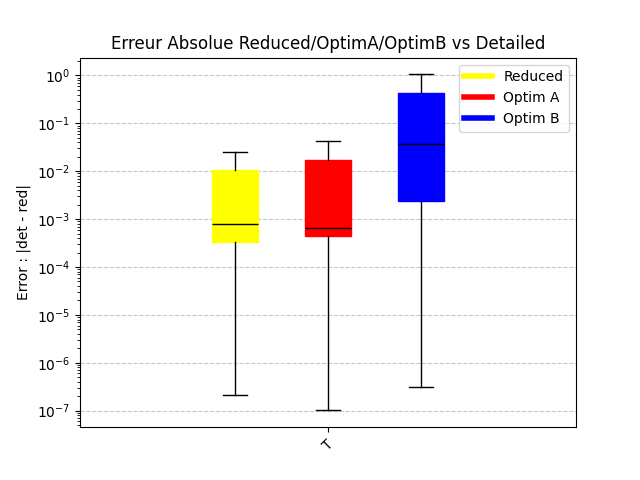 Erreur Absolue Reduced/OptimA/OptimB vs Detailed
Error : |det - red|
10⁰
10⁻¹
10⁻²
10⁻³
10⁻⁴
10⁻⁵
10⁻⁶
10⁻⁷
Reduced
Optim A
Optim B
T